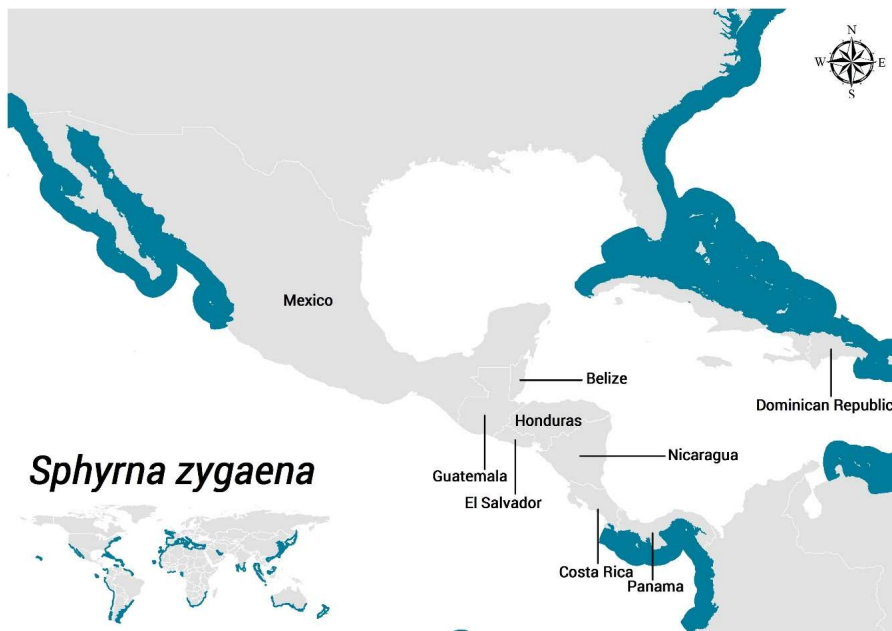 N
W E
S
Mexico
Belize
Dominican Republic
Honduras
Nicaragua
Guatemala
El Salvador
Sphyrna zygaena
Costa Rica
Panama